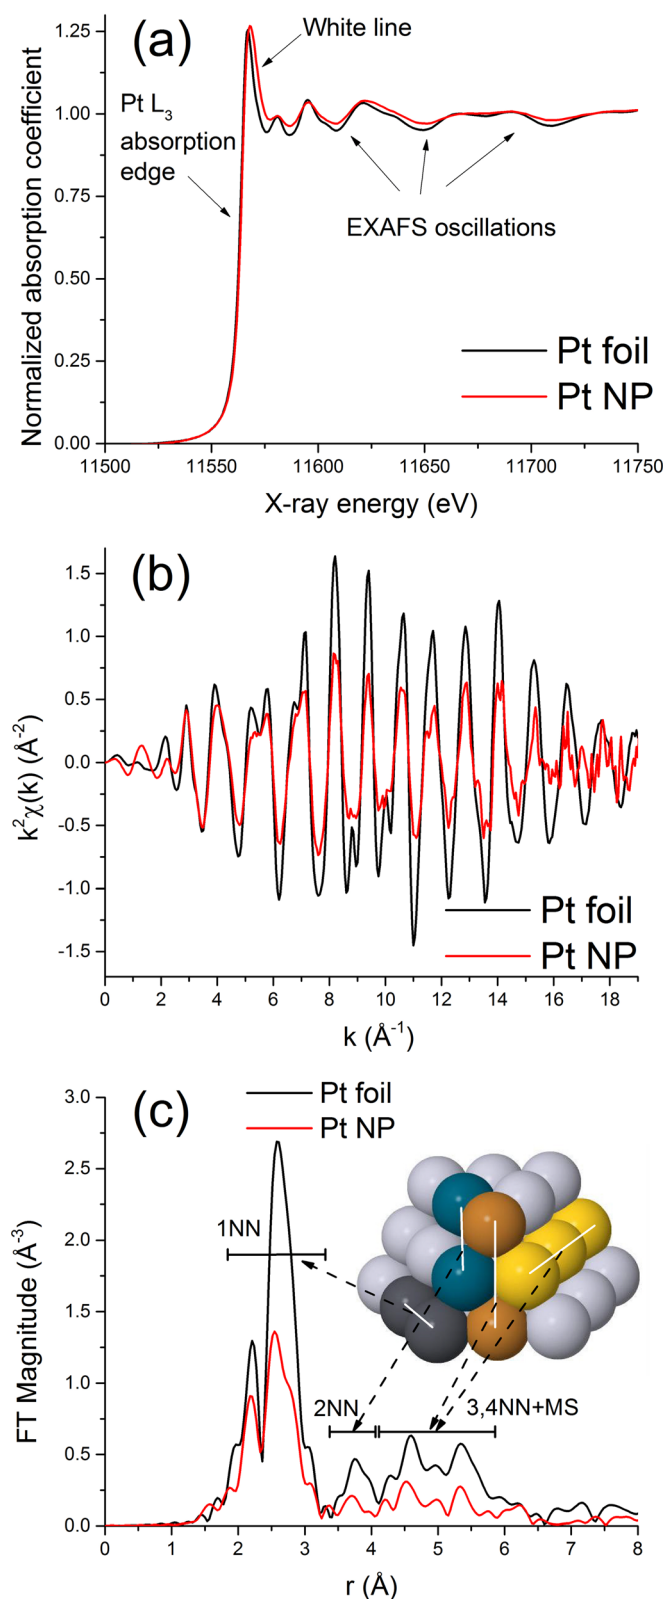 (a)
White line
Pt L₃
absorption
edge
EXAFS oscillations
Pt foil
Pt NP
Normalized absorption coefficient
1.25
1.00
0.75
0.50
0.25
0.00
11500 11550 11600 11650 11700 11750
X-ray energy (eV)
(b)
k²χ(k) (Å⁻²)
1.5
1.0
0.5
0.0
-0.5
-1.0
-1.5
Pt foil
Pt NP
0 2 4 6 8 10 12 14 16 18
k (Å⁻¹)
(c)
Pt foil
Pt NP
FT Magnitude (Å⁻³)
3.0
2.5
2.0
1.5
1.0
0.5
0.0
1NN
2NN
3,4NN+MS
0 1 2 3 4 5 6 7 8
r (Å)